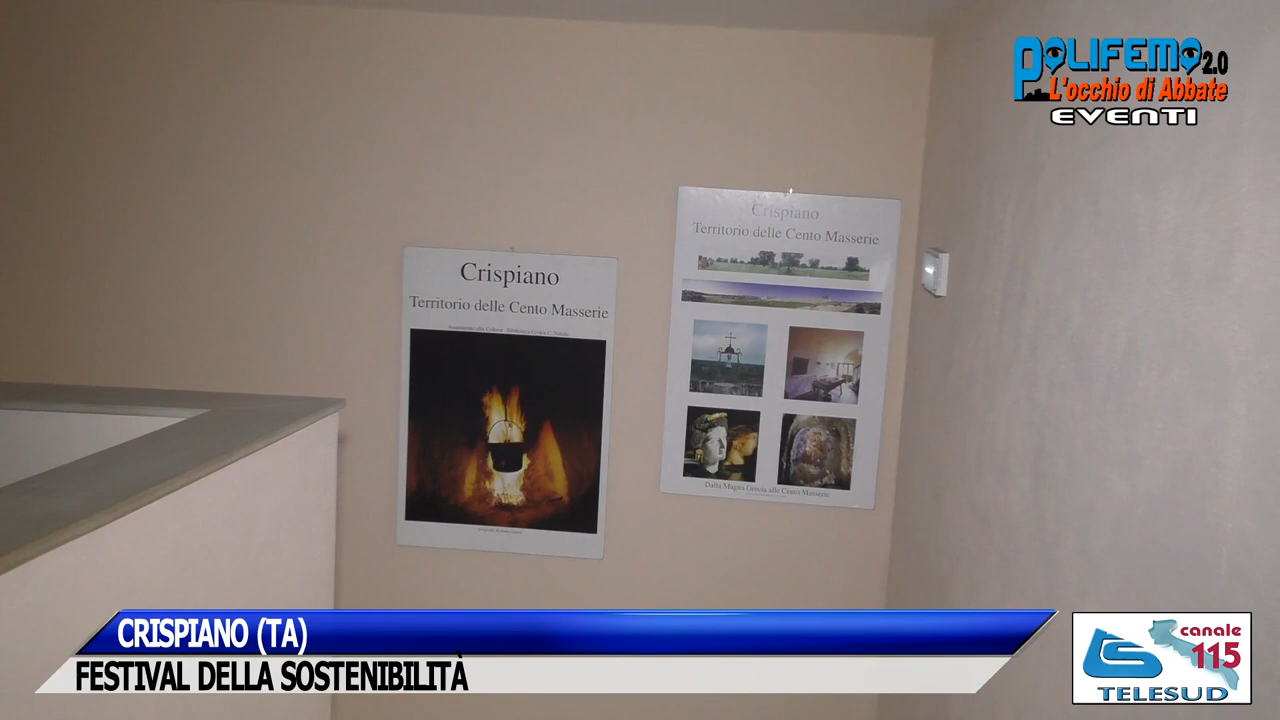 POLIFEMO 2.0
L'occhio di Abbate
EVENTI
Crispiano
Territorio delle Cento Masserie
Crispiano
Territorio delle Cento Masserie
Dalla Magna Grecia alle Cento Masserie
CRISPIANO (TA)
FESTIVAL DELLA SOSTENIBILITÀ
canale
115
TELESUD